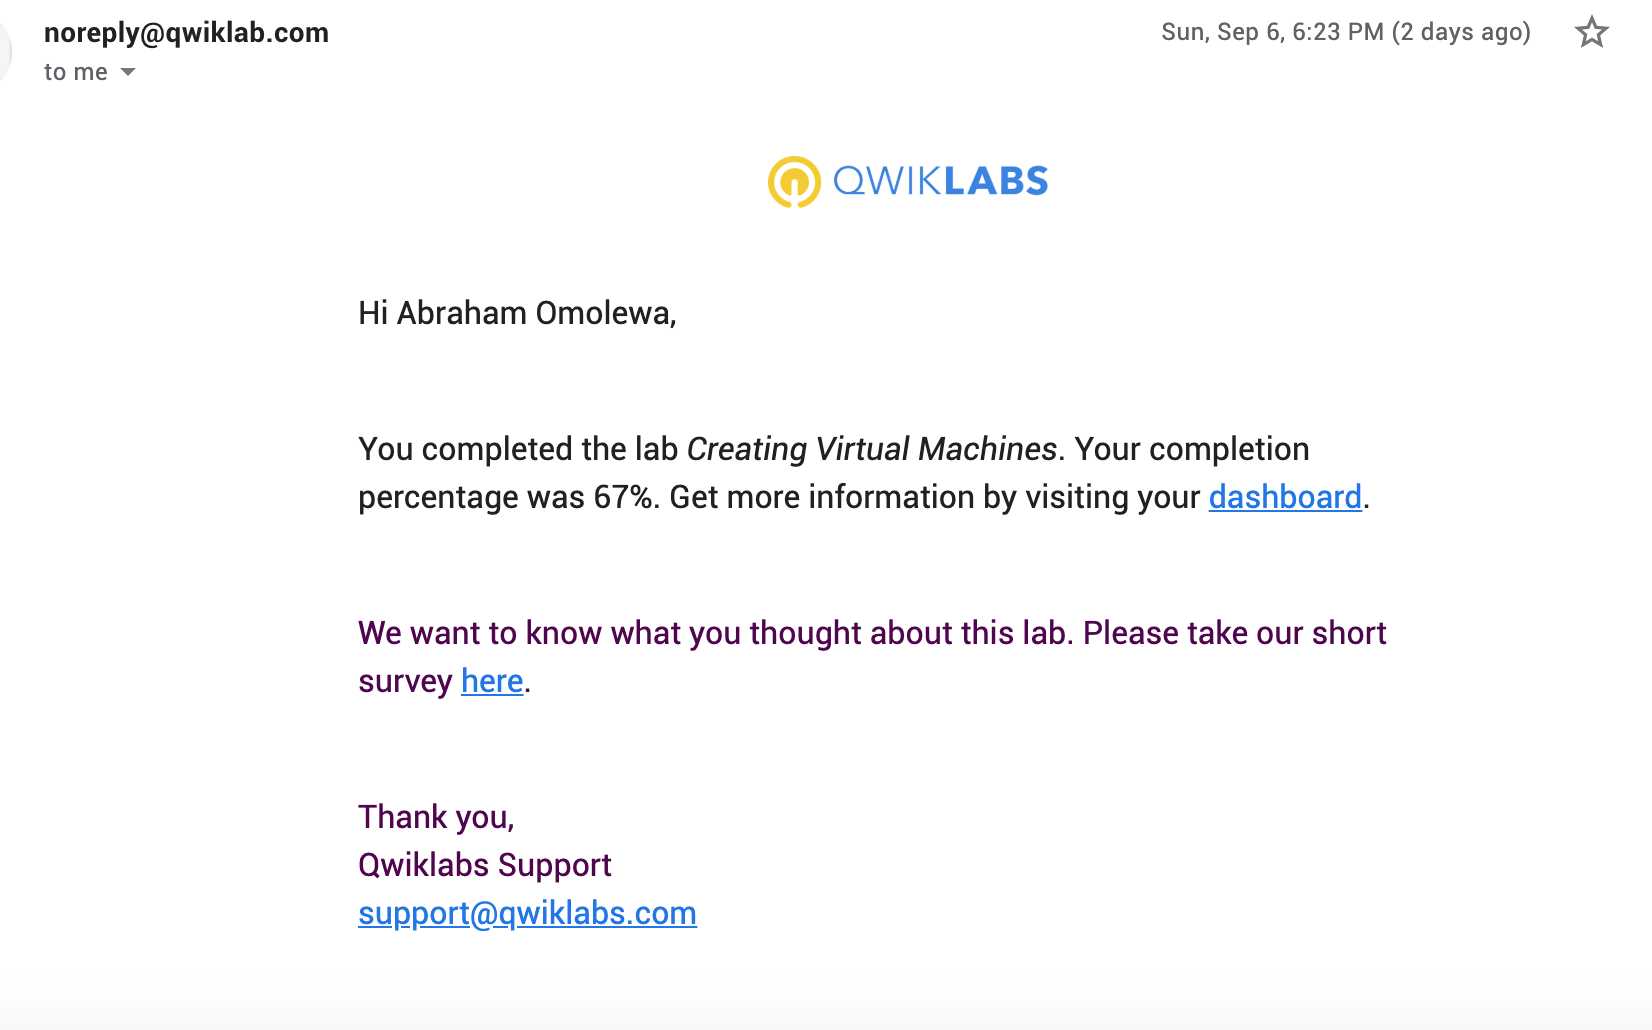 noreply@qwiklab.com
Sun, Sep 6, 6:23 PM (2 days ago)
to me
QWIKLABS
Hi Abraham Omolewa,
You completed the lab Creating Virtual Machines. Your completion
percentage was 67%. Get more information by visiting your dashboard.
We want to know what you thought about this lab. Please take our short
survey here.
Thank you,
Qwiklabs Support
support@qwiklabs.com